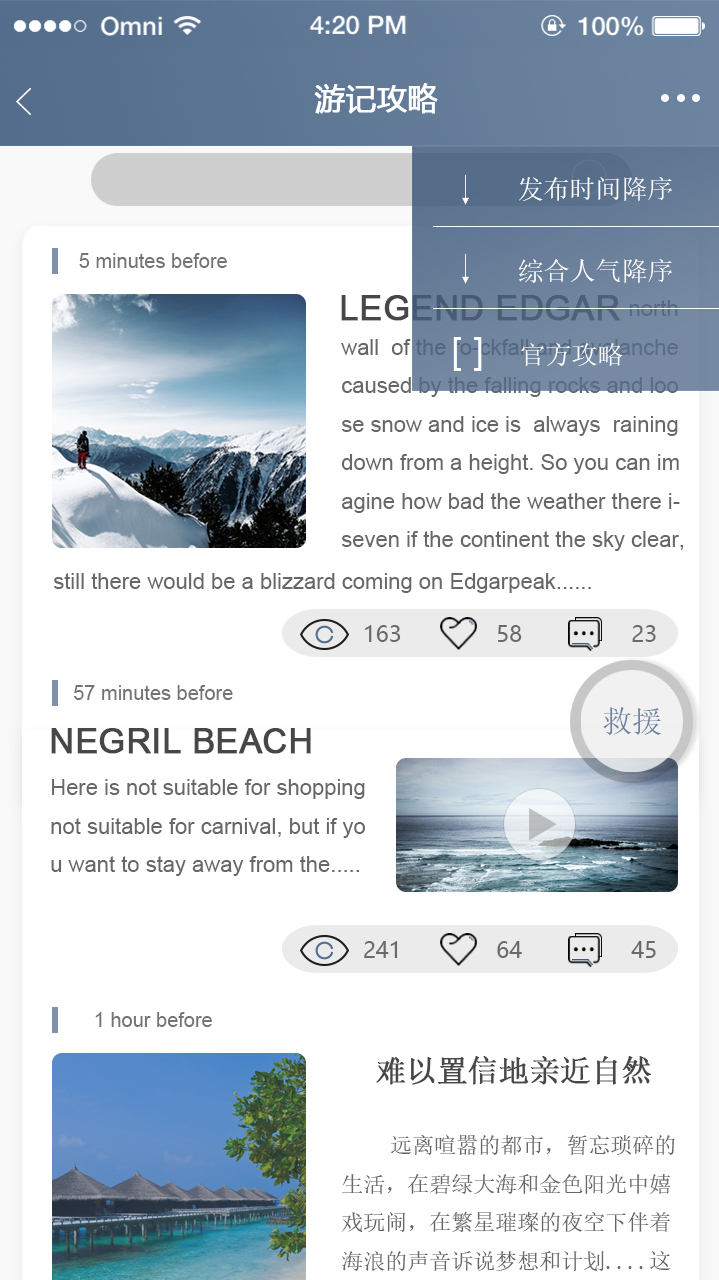 Omni 4:20 PM 100%
游记攻略
↓ 发布时间降序
↓ 综合人气降序
[ ] 官方攻略
5 minutes before
LEGEND EDGAR north
wall of the ro-ckfall and avalanche
caused by the falling rocks and loo
se snow and ice is always raining
down from a height. So you can im
agine how bad the weather there i-
seven if the continent the sky clear,
still there would be a blizzard coming on Edgarpeak......
163 58 23
救援
57 minutes before
NEGRIL BEACH
Here is not suitable for shopping
not suitable for carnival, but if yo
u want to stay away from the.....
241 64 45
1 hour before
难以置信地亲近自然
远离喧嚣的都市，暂忘琐碎的
生活，在碧绿大海和金色阳光中嬉
戏玩闹，在繁星璀璨的夜空下伴着
海浪的声音诉说梦想和计划....这